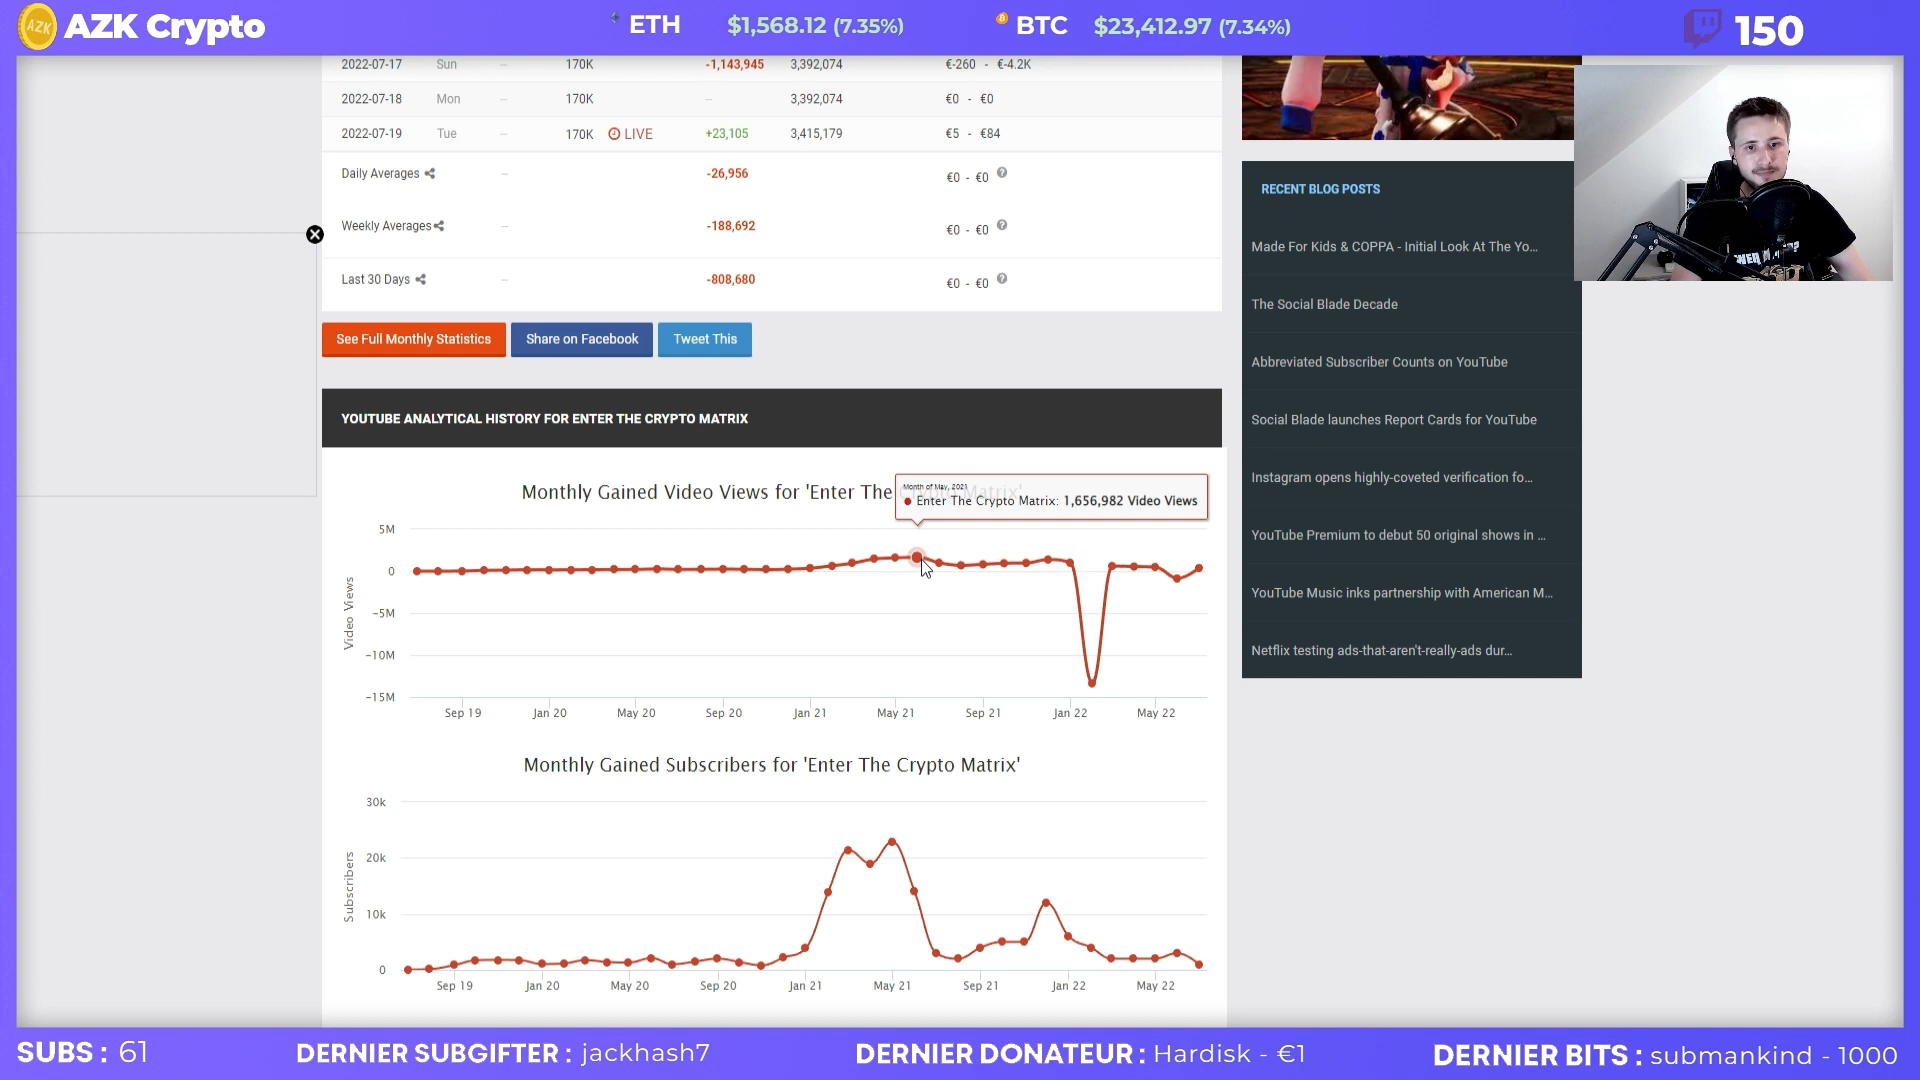 AZK
AZK Crypto
ETH $1,568.12 (7.35%)
BTC $23,412.97 (7.34%)
150
2022-07-17 Sun -- 170K -1,143,945 3,392,074 €-260 - €-4.2K
2022-07-18 Mon -- 170K -- 3,392,074 €0 - €0
2022-07-19 Tue -- 170K LIVE +23,105 3,415,179 €5 - €84
Daily Averages -- -26,956 €0 - €0 ?
Weekly Averages -- -188,692 €0 - €0 ?
Last 30 Days -- -808,680 €0 - €0 ?
See Full Monthly Statistics
Share on Facebook
Tweet This
YOUTUBE ANALYTICAL HISTORY FOR ENTER THE CRYPTO MATRIX
Monthly Gained Video Views for 'Enter The Crypto Matrix'
Month of May, 2021
Enter The Crypto Matrix: 1,656,982 Video Views
5M
0
-5M
-10M
-15M
Video Views
Sep 19 Jan 20 May 20 Sep 20 Jan 21 May 21 Sep 21 Jan 22 May 22
Monthly Gained Subscribers for 'Enter The Crypto Matrix'
30k
20k
10k
0
Subscribers
Sep 19 Jan 20 May 20 Sep 20 Jan 21 May 21 Sep 21 Jan 22 May 22
RECENT BLOG POSTS
Made For Kids & COPPA - Initial Look At The Yo...
The Social Blade Decade
Abbreviated Subscriber Counts on YouTube
Social Blade launches Report Cards for YouTube
Instagram opens highly-coveted verification fo...
YouTube Premium to debut 50 original shows in ...
YouTube Music inks partnership with American M...
Netflix testing ads-that-aren't-really-ads dur...
SUBS : 61
DERNIER SUBGIFTER : jackhash7
DERNIER DONATEUR : Hardisk - €1
DERNIER BITS : submankind - 1000